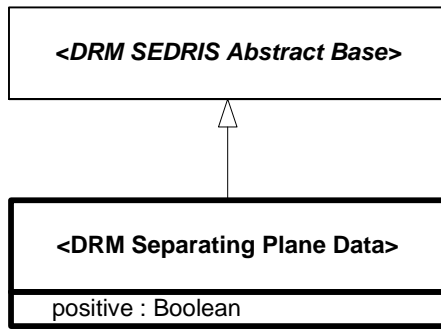 <DRM SEDRIS Abstract Base>
<DRM Separating Plane Data>
positive : Boolean